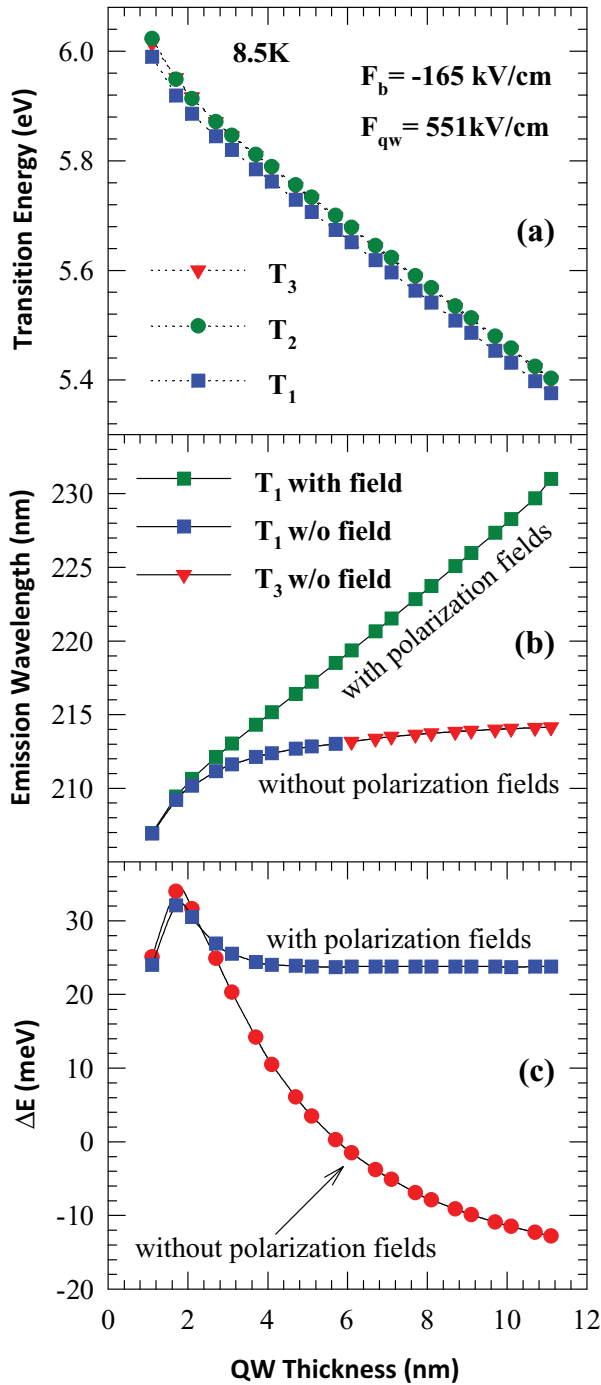 6.0
5.8
5.6
5.4
Transition Energy (eV)
8.5K
F_b= -165 kV/cm
F_qw= 551kV/cm
(a)
T_3
T_2
T_1
230
225
220
215
210
Emission Wavelength (nm)
T_1 with field
T_1 w/o field
T_3 w/o field
with polarization fields
(b)
without polarization fields
30
20
10
0
-10
-20
ΔE (meV)
with polarization fields
(c)
without polarization fields
0 2 4 6 8 10 12
QW Thickness (nm)